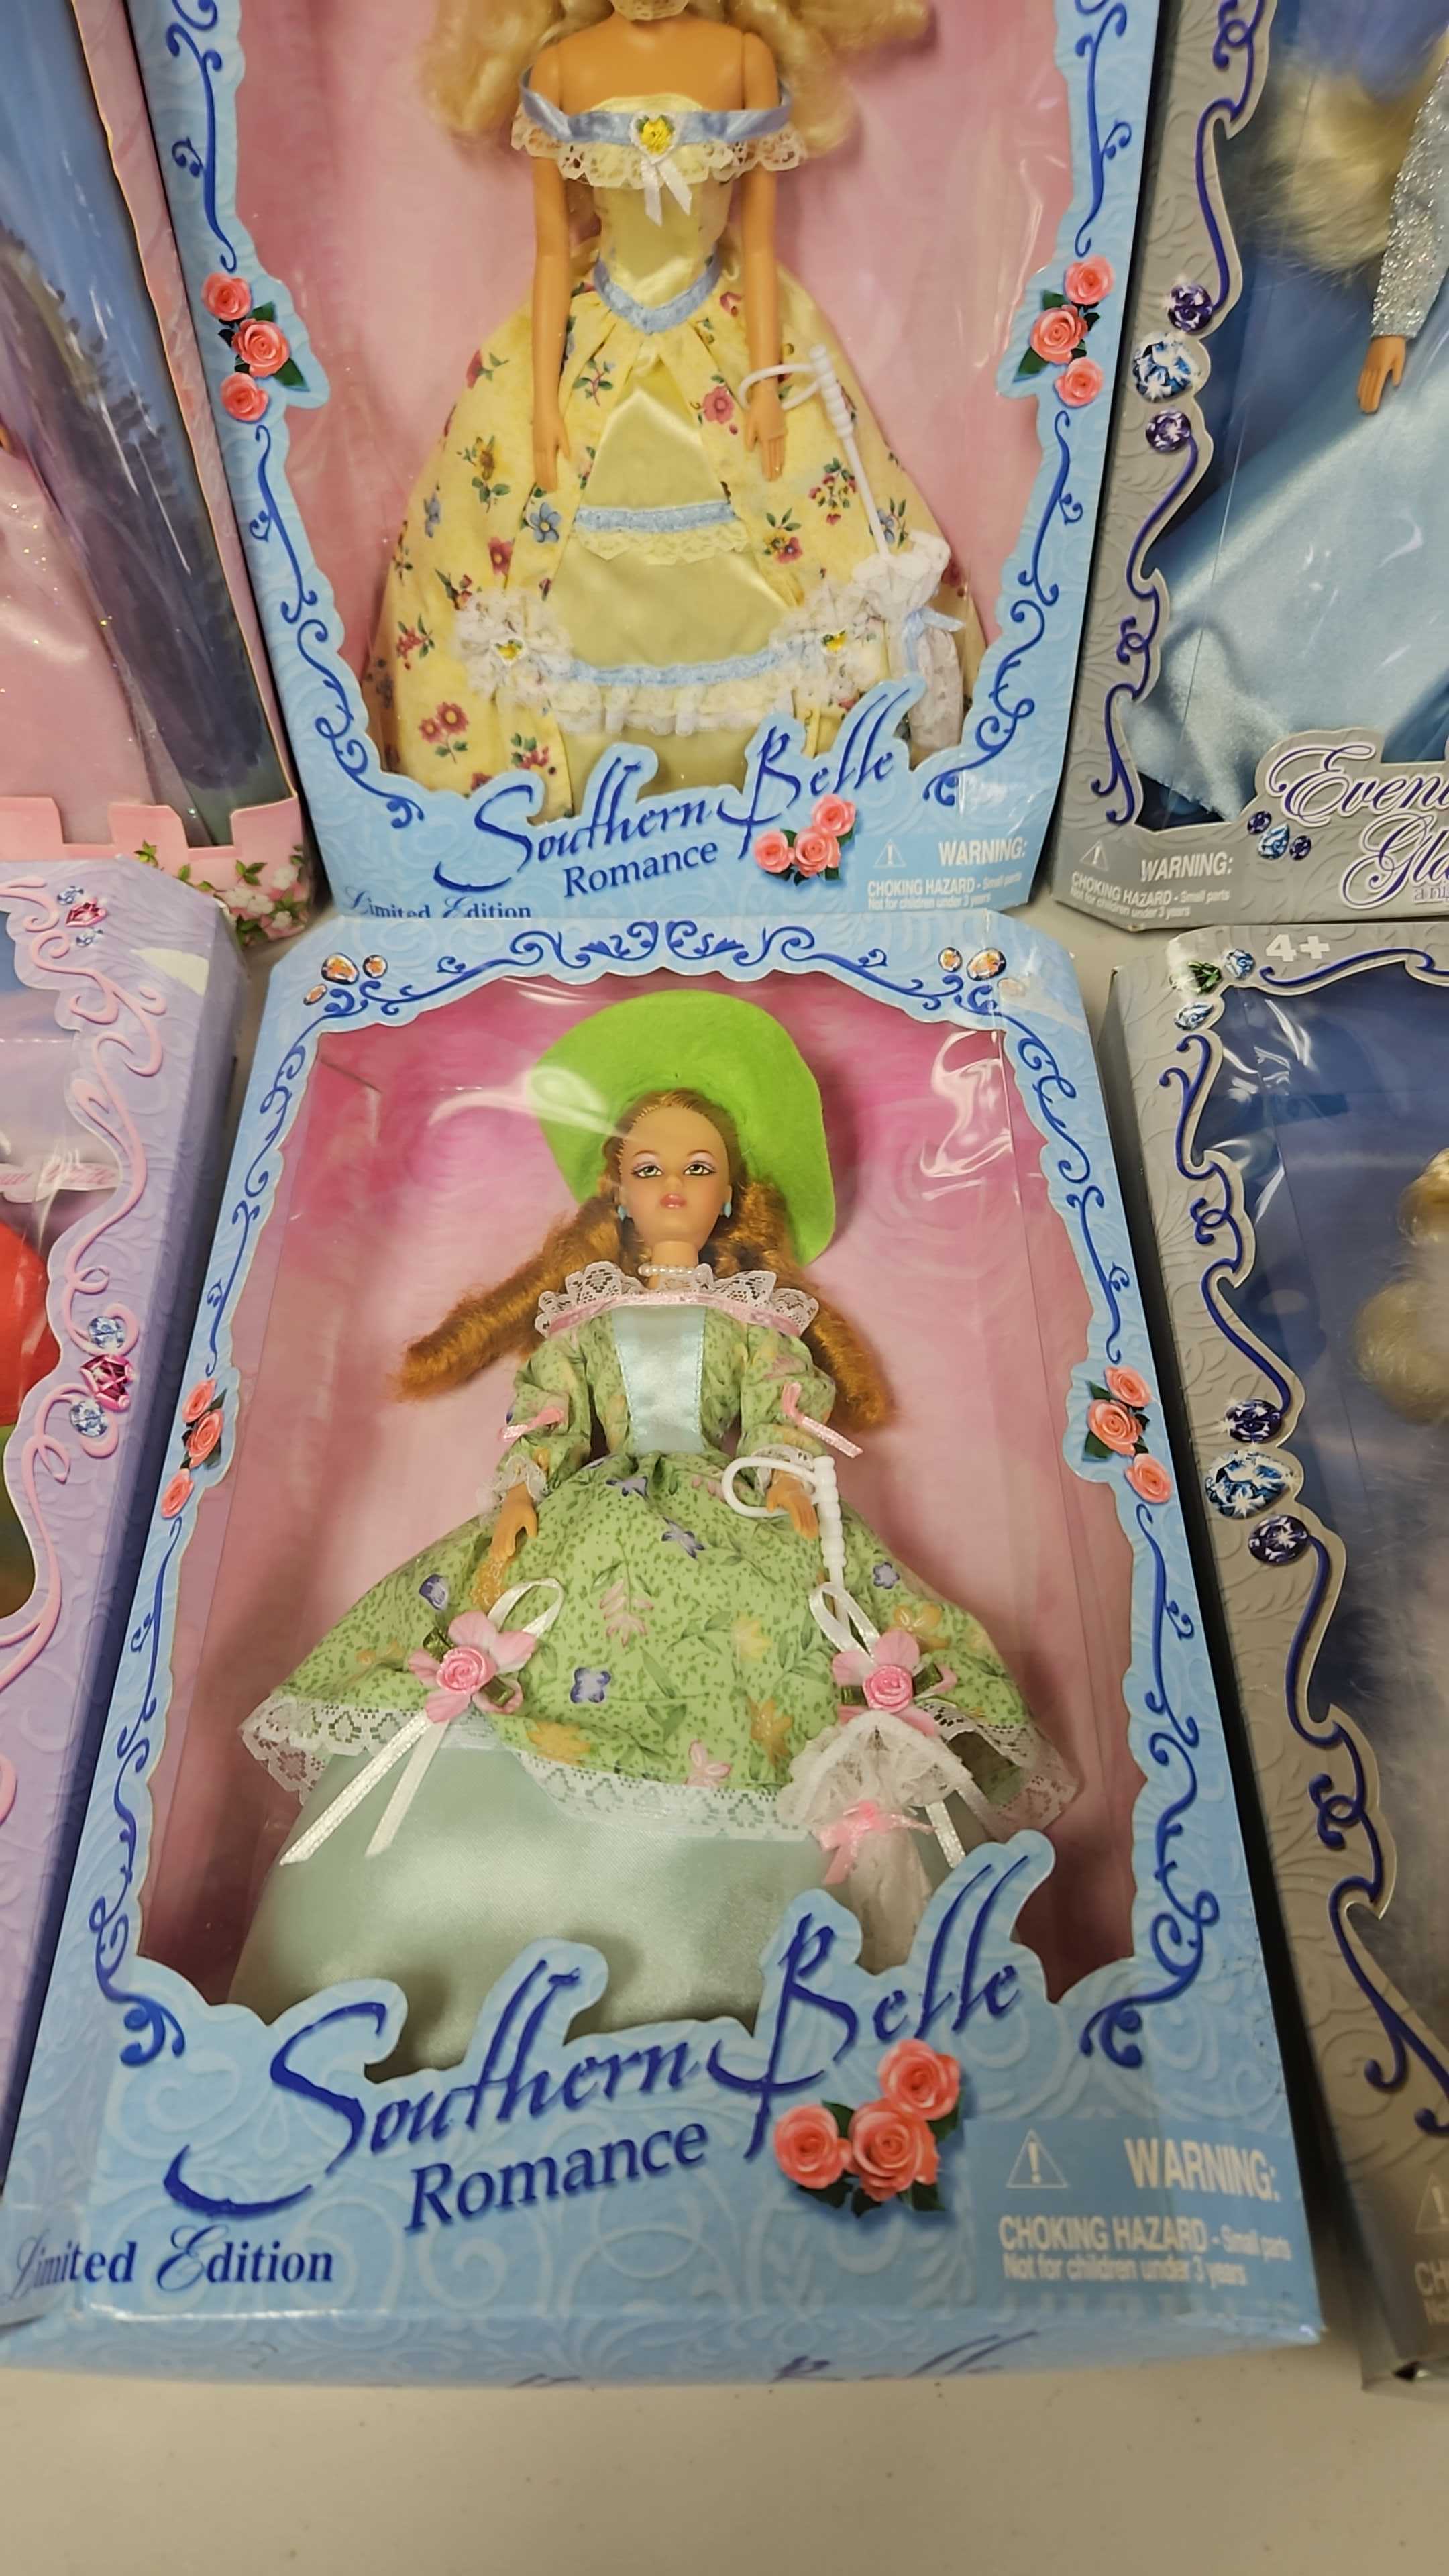 Southern Belle
Romance
Limited Edition
WARNING:
CHOKING HAZARD - Small parts
Not for children under 3 years
WARNING:
CHOKING HAZARD - Small parts
Not for children under 3 years
4+
Southern Belle
Romance
Limited Edition
WARNING:
CHOKING HAZARD - Small parts
Not for children under 3 years